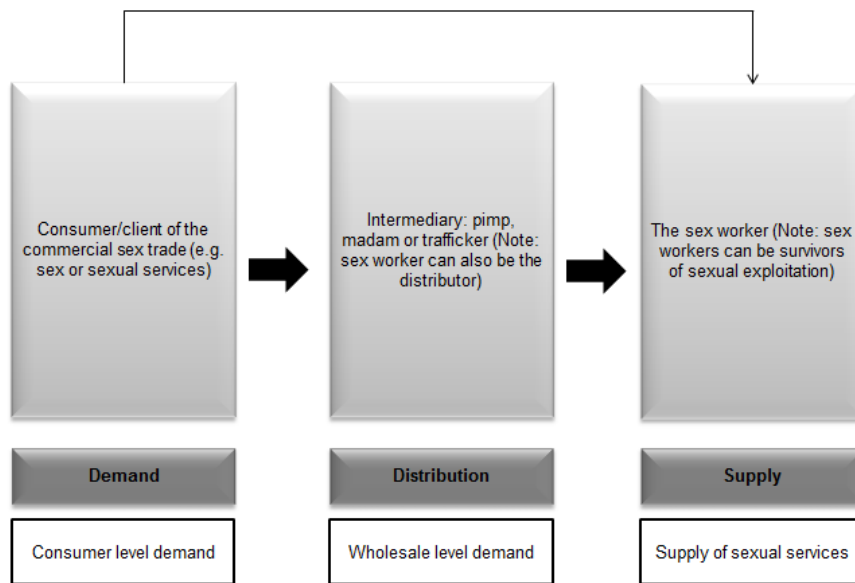 Consumer/client of the
commercial sex trade (e.g.
sex or sexual services)
Intermediary: pimp,
madam or trafficker (Note:
sex worker can also be the
distributor)
The sex worker (Note: sex
workers can be survivors
of sexual exploitation)
Demand
Distribution
Supply
Consumer level demand
Wholesale level demand
Supply of sexual services